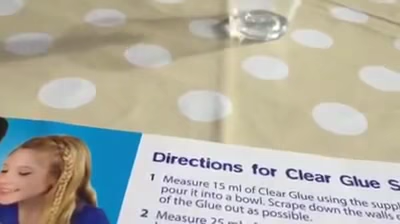 Directions for Clear Glue S
1 Measure 15 ml of Clear Glue using the suppl
pour it into a bowl. Scrape down the walls
of the Glue out as possible.
2 Measure 25 ml